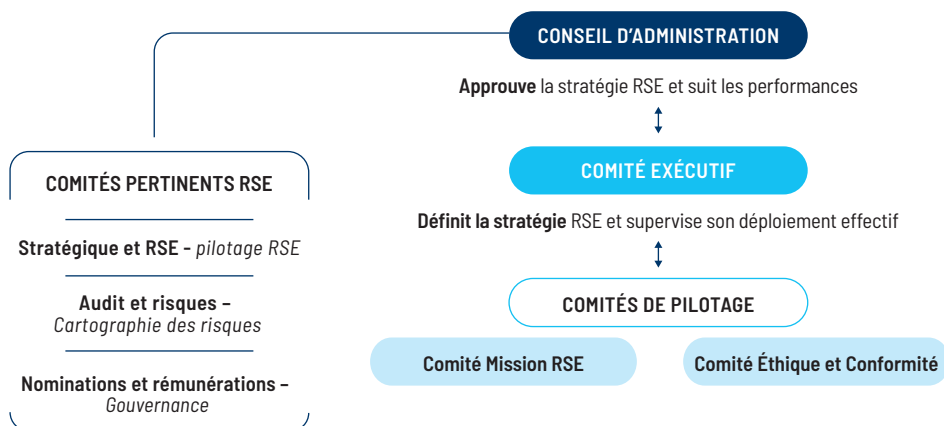 CONSEIL D’ADMINISTRATION
Approuve la stratégie RSE et suit les performances
COMITÉ EXÉCUTIF
Définit la stratégie RSE et supervise son déploiement effectif
COMITÉS DE PILOTAGE
Comité Mission RSE
Comité Éthique et Conformité
COMITÉS PERTINENTS RSE
Stratégique et RSE - pilotage RSE
Audit et risques –
Cartographie des risques
Nominations et rémunérations –
Gouvernance